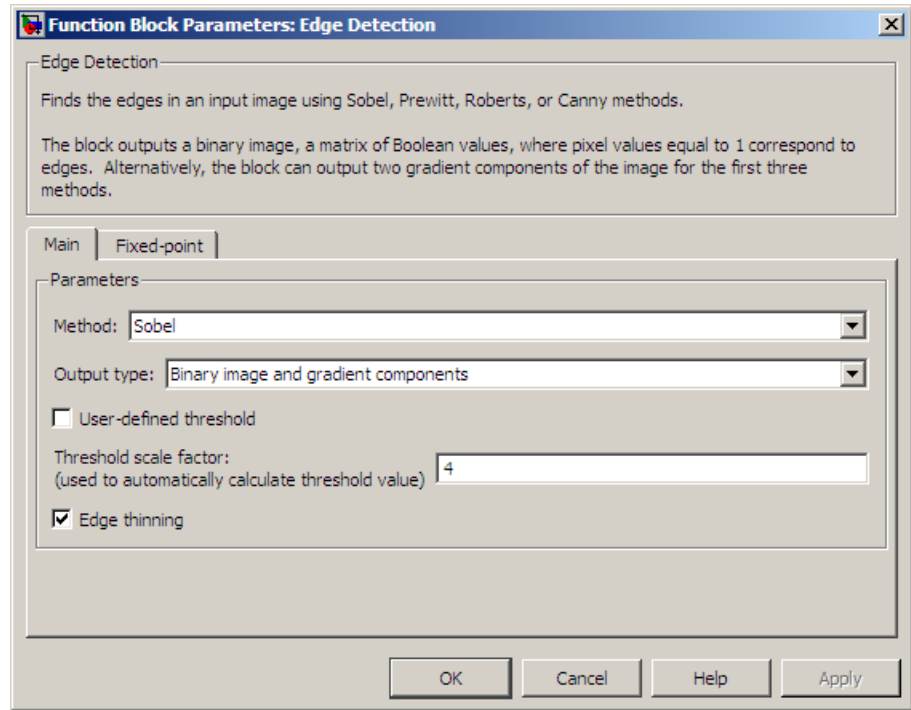 Function Block Parameters: Edge Detection
Edge Detection
Finds the edges in an input image using Sobel, Prewitt, Roberts, or Canny methods.
The block outputs a binary image, a matrix of Boolean values, where pixel values equal to 1 correspond to
edges.  Alternatively, the block can output two gradient components of the image for the first three
methods.
Main
Fixed-point
Parameters
Method: Sobel
Output type: Binary image and gradient components
User-defined threshold
Threshold scale factor:
(used to automatically calculate threshold value) 4
Edge thinning
OK
Cancel
Help
Apply